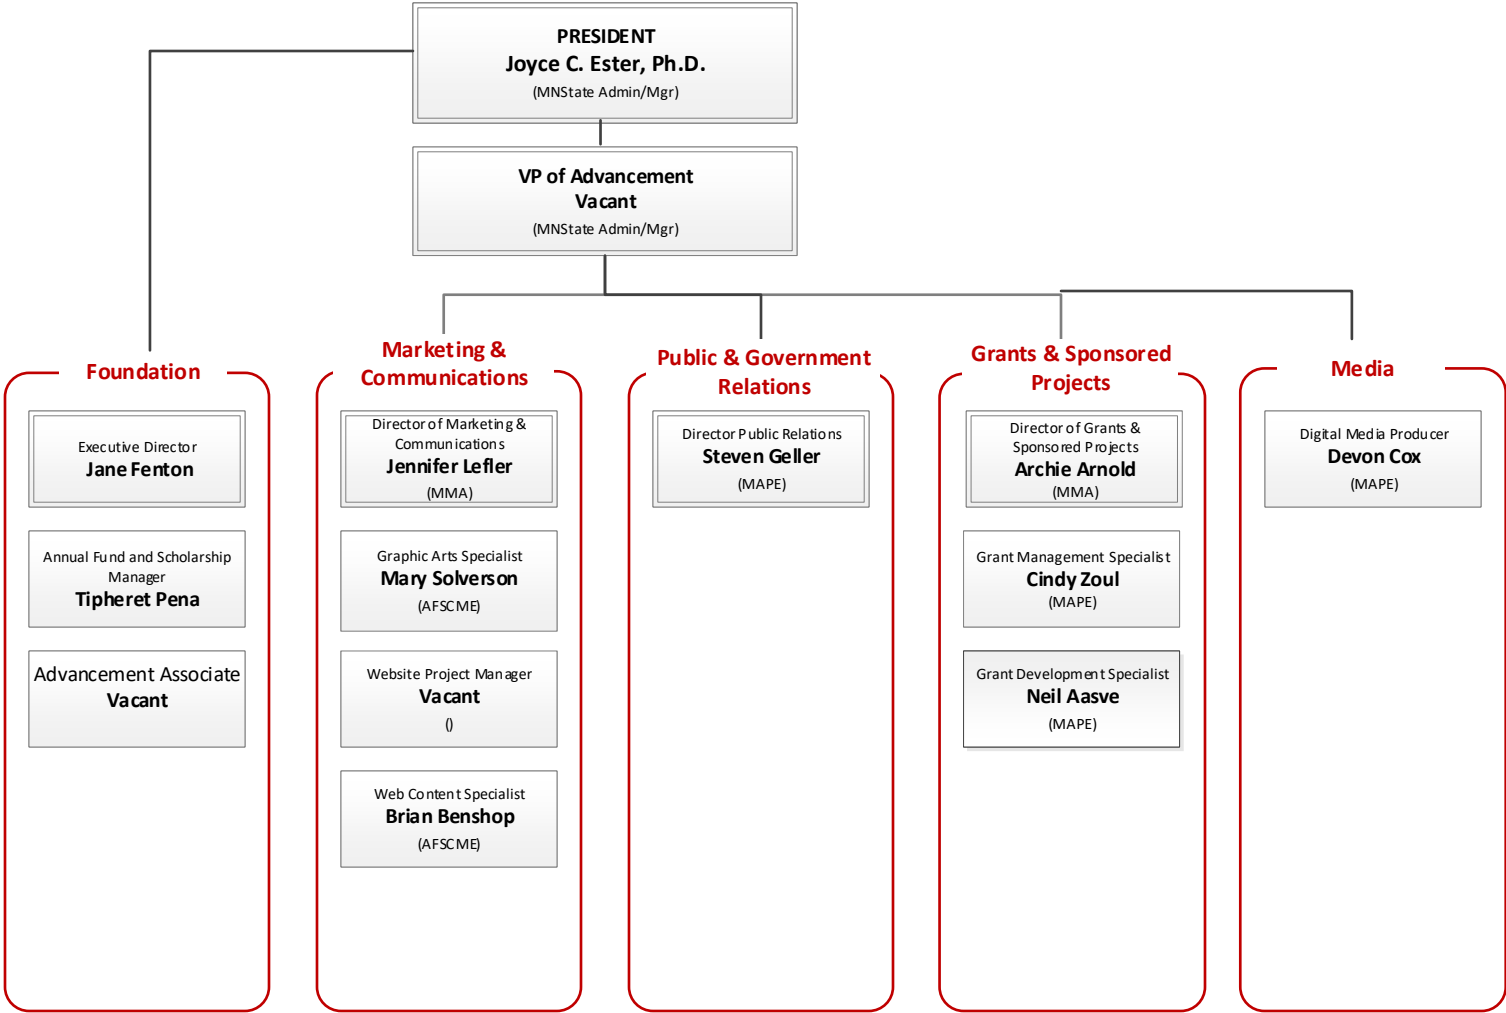 PRESIDENT
Joyce C. Ester, Ph.D.
(MNState Admin/Mgr)
VP of Advancement
Vacant
(MNState Admin/Mgr)
Foundation
Executive Director
Jane Fenton
Annual Fund and Scholarship
Manager
Tipheret Pena
Advancement Associate
Vacant
Marketing &
Communications
Director of Marketing &
Communications
Jennifer Lefler
(MMA)
Graphic Arts Specialist
Mary Solverson
(AFSCME)
Website Project Manager
Vacant
()
Web Content Specialist
Brian Benshop
(AFSCME)
Public & Government
Relations
Director Public Relations
Steven Geller
(MAPE)
Grants & Sponsored
Projects
Director of Grants &
Sponsored Projects
Archie Arnold
(MMA)
Grant Management Specialist
Cindy Zoul
(MAPE)
Grant Development Specialist
Neil Aasve
(MAPE)
Media
Digital Media Producer
Devon Cox
(MAPE)